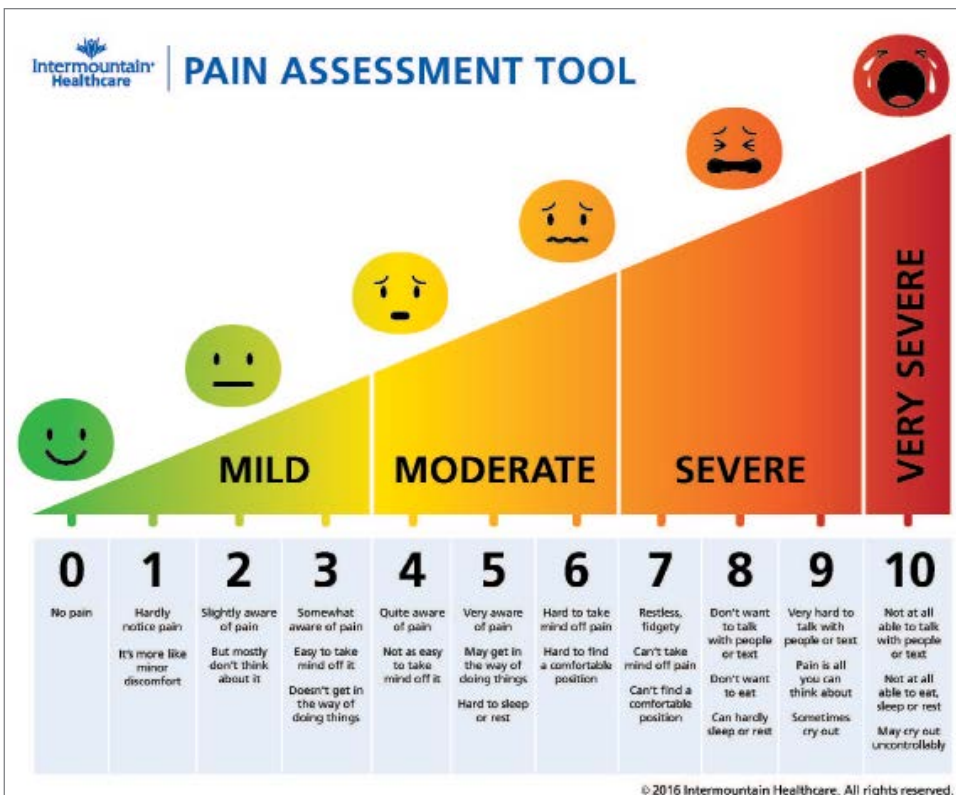 Intermountain®
Healthcare
PAIN ASSESSMENT TOOL
MILD
MODERATE
SEVERE
VERY SEVERE
0
No pain
1
Hardly
notice pain
It's more like
minor
discomfort
2
Slightly aware
of pain
But mostly
don't think
about it
3
Somewhat
aware of pain
Easy to take
mind off it
Doesn't get in
the way of
doing things
4
Quite aware
of pain
Not as easy
to take
mind off it
5
Very aware
of pain
May get in
the way of
doing things
Hard to sleep
or rest
6
Hard to take
mind off pain
Hard to find
a comfortable
position
7
Restless,
fidgety
Can't take
mind off pain
Can't find a
comfortable
position
8
Don't want
to talk
with people
or text
Don't want
to eat
Can hardly
sleep or rest
9
Very hard to
talk with
people or text
Pain is all
you can
think about
Sometimes
cry out
10
Not at all
able to talk
with people
or text
Not at all
able to eat,
sleep or rest
May cry out
uncontrollably
© 2016 Intermountain Healthcare. All rights reserved.